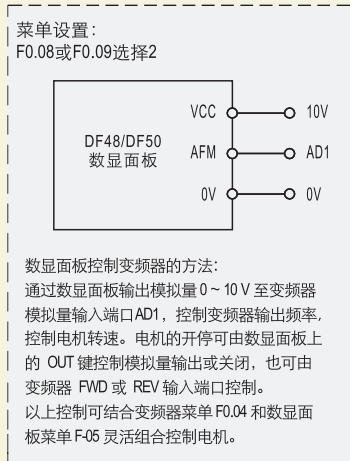 菜单设置：
F0.08或F0.09选择2
VCC 10V
DF48/DF50
数显面板
AFM AD1
0V 0V
数显面板控制变频器的方法：
通过数显面板输出模拟量0～10V至变频器
模拟量输入端口AD1，控制变频器输出频率，
控制电机转速。电机的开停可由数显面板上
的 OUT 键控制模拟量输出或关闭，也可由
变频器 FWD 或 REV 输入端口控制。
以上控制可结合变频器菜单 F0.04 和数显面
板菜单 F-05 灵活组合控制电机。